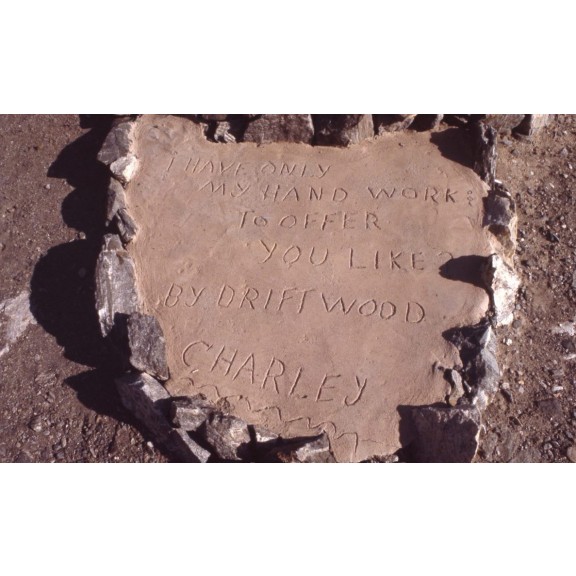 I HAVE ONLY
MY HAND WORK:
TO OFFER
YOU LIKE?
BY DRIFTWOOD
CHARLEY